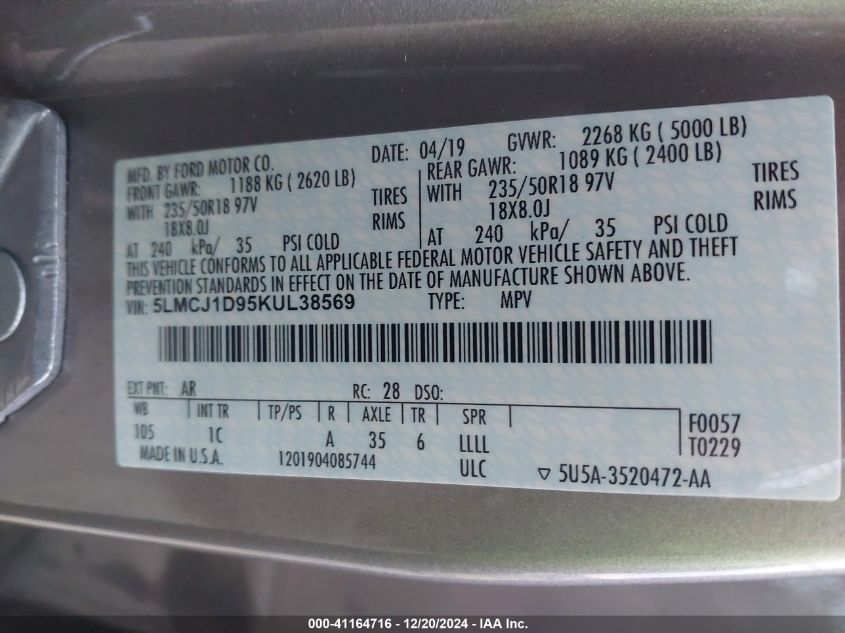 MFD. BY FORD MOTOR CO. DATE: 04/19 GVWR: 2268 KG ( 5000 LB)
FRONT GAWR: 1188 KG ( 2620 LB) REAR GAWR: 1089 KG ( 2400 LB)
WITH 235/50R18 97V TIRES WITH 235/50R18 97V TIRES
18X8.0J RIMS 18X8.0J RIMS
AT 240 kPa/ 35 PSI COLD AT 240 kPa/ 35 PSI COLD
THIS VEHICLE CONFORMS TO ALL APPLICABLE FEDERAL MOTOR VEHICLE SAFETY AND THEFT
PREVENTION STANDARDS IN EFFECT ON THE DATE OF MANUFACTURE SHOWN ABOVE.
VIN: 5LMCJ1D95KUL38569 TYPE: MPV
EXT PNT: AR RC: 28 DSO:
WB INT TR TP/PS R AXLE TR SPR F0057
105 1C A 35 6 LLLL T0229
MADE IN U.S.A. 1201904085744 ULC 5U5A-3520472-AA
000-41164716 - 12/20/2024 - IAA Inc.